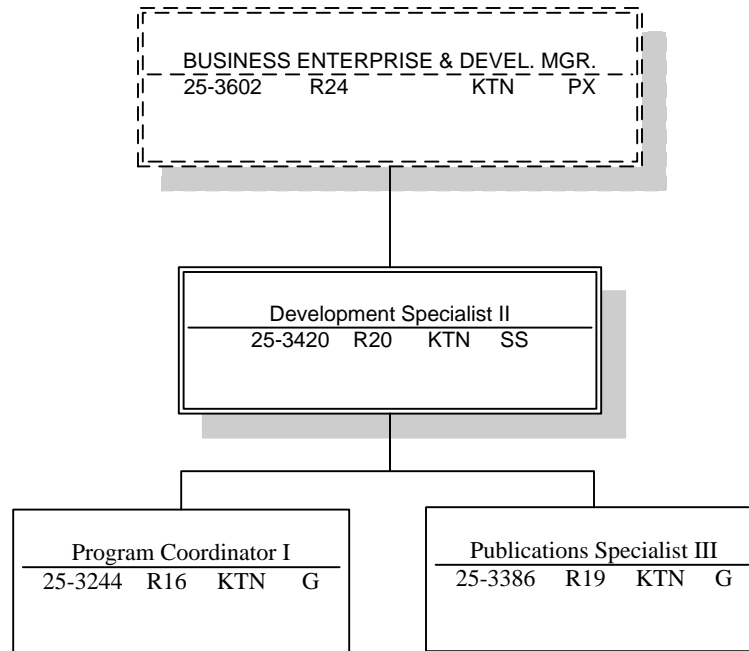 BUSINESS ENTERPRISE & DEVEL. MGR.
25-3602 R24 KTN PX
Development Specialist II
25-3420 R20 KTN SS
Program Coordinator I
25-3244 R16 KTN G
Publications Specialist III
25-3386 R19 KTN G